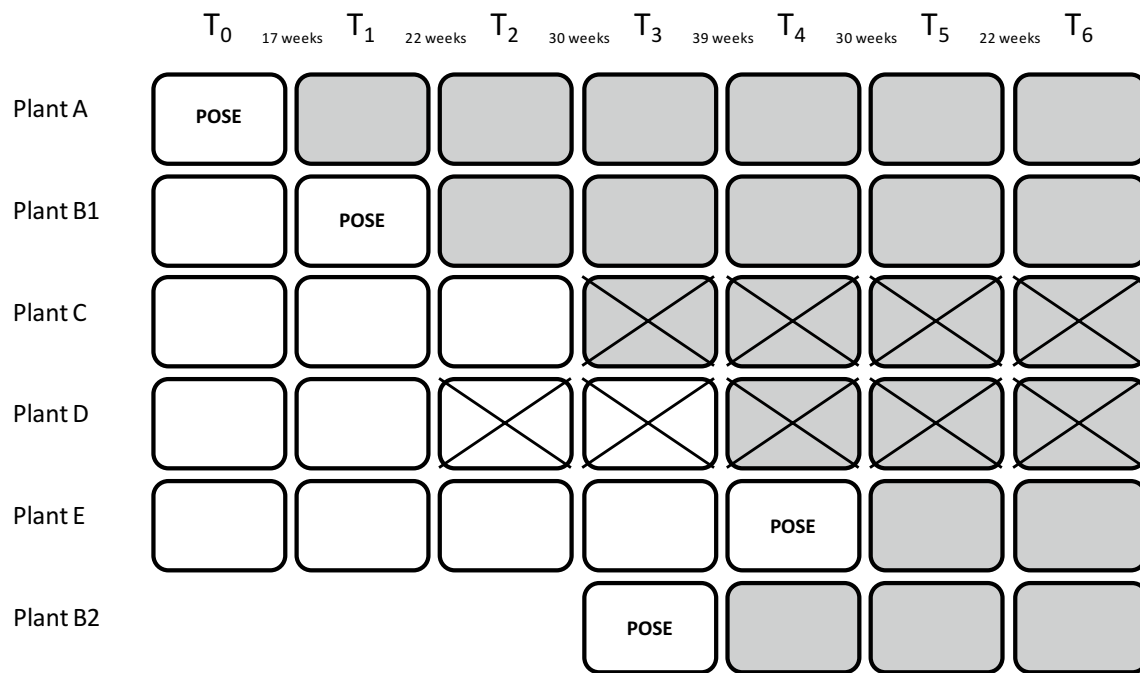 T0 17 weeks T1 22 weeks T2 30 weeks T3 39 weeks T4 30 weeks T5 22 weeks T6
Plant A POSE
Plant B1 POSE
Plant C
Plant D
Plant E POSE
Plant B2 POSE